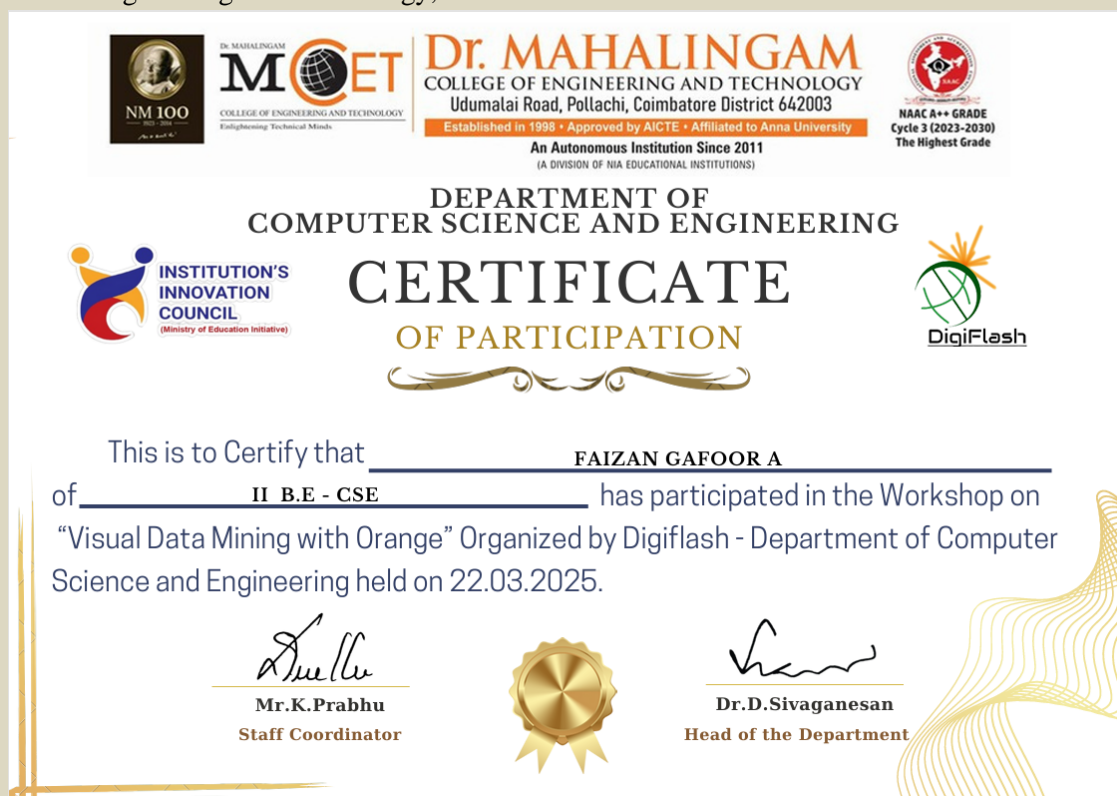 Dr. MAHALINGAM
MCET
COLLEGE OF ENGINEERING AND TECHNOLOGY
Enlightening Technical Minds
NM 100
1923 - 2014
Dr. MAHALINGAM
COLLEGE OF ENGINEERING AND TECHNOLOGY
Udumalai Road, Pollachi, Coimbatore District 642003
Established in 1998 • Approved by AICTE • Affiliated to Anna University
An Autonomous Institution Since 2011
(A DIVISION OF NIA EDUCATIONAL INSTITUTIONS)
NAAC
NAAC A++ GRADE
Cycle 3 (2023-2030)
The Highest Grade
DEPARTMENT OF
COMPUTER SCIENCE AND ENGINEERING
INSTITUTION'S
INNOVATION
COUNCIL
(Ministry of Education Initiative)
CERTIFICATE
OF PARTICIPATION
DigiFlash
This is to Certify that FAIZAN GAFOOR A
of II B.E - CSE has participated in the Workshop on
“Visual Data Mining with Orange” Organized by Digiflash - Department of Computer
Science and Engineering held on 22.03.2025.
Mr.K.Prabhu
Staff Coordinator
Dr.D.Sivaganesan
Head of the Department